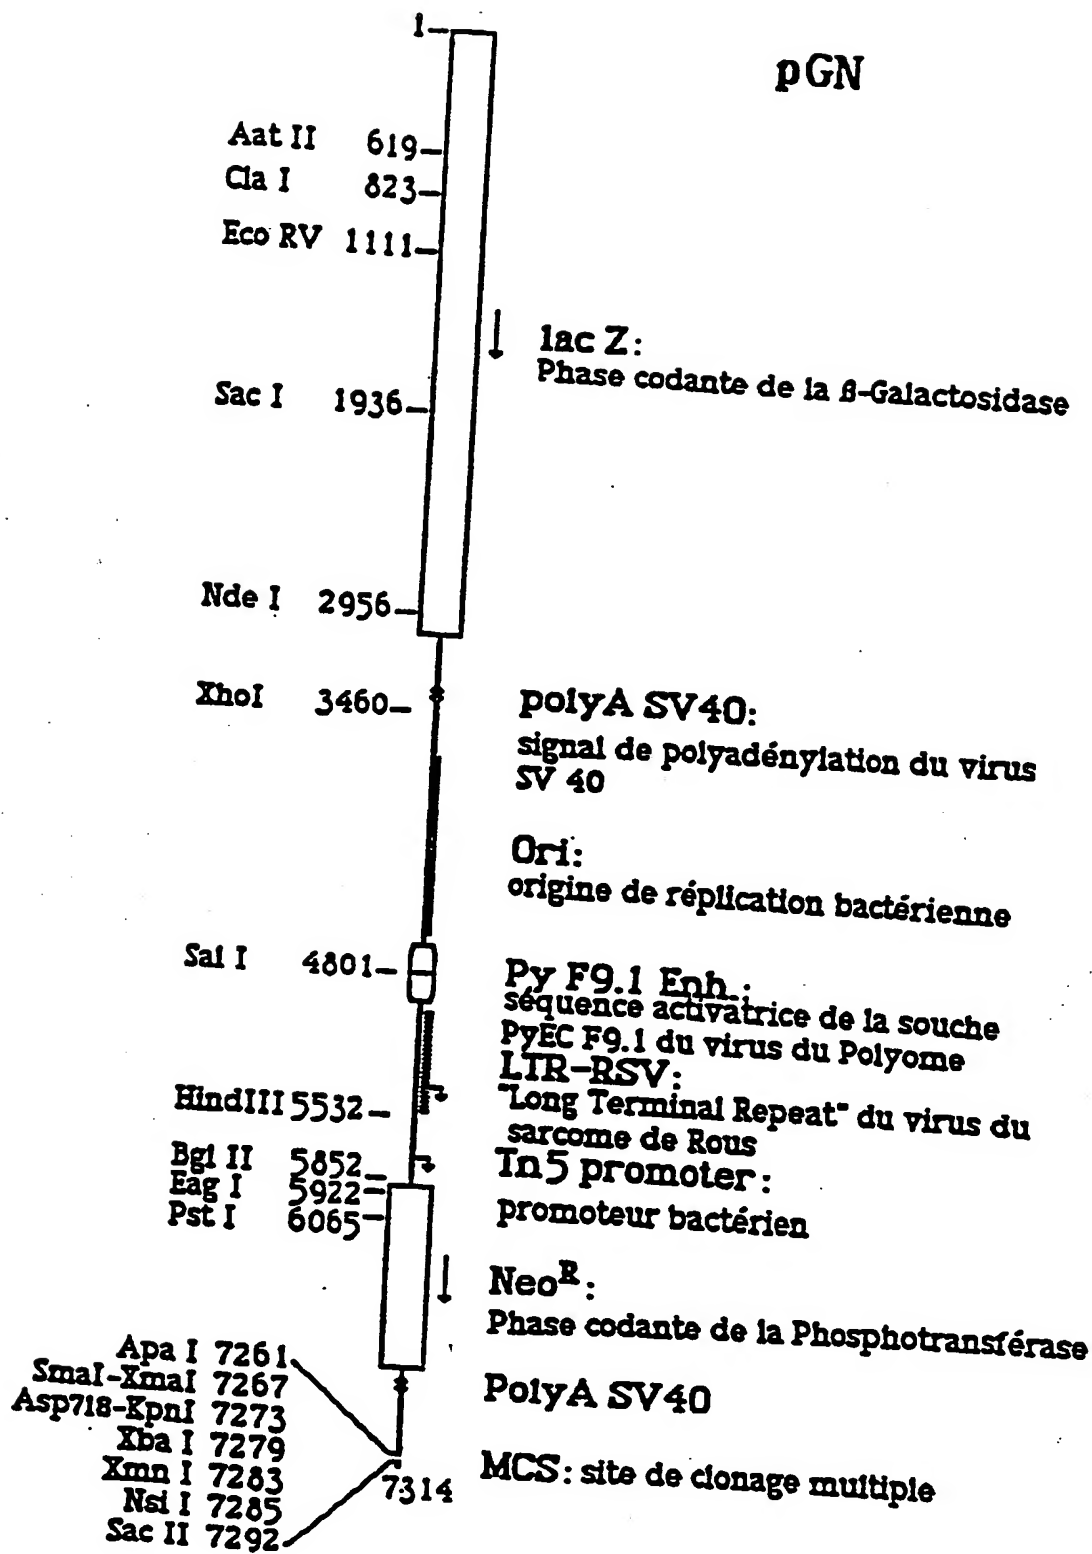 1
pGN
Aat II 619
Cla I 823
Eco RV 1111
lac Z:
Phase codante de la β-Galactosidase
Sac I 1936
Nde I 2956
XhoI 3460
polyA SV40:
signal de polyadénylation du virus
SV 40
Ori:
origine de réplication bactérienne
Sal I 4801
Py F9.1 Enh.:
séquence activatrice de la souche
PyEC F9.1 du virus du Polyome
LTR-RSV:
"Long Terminal Repeat" du virus du
sarcome de Rous
HindIII 5532
Bgl II 5852
Eag I 5922
Pst I 6065
Tn5 promoter:
promoteur bactérien
Neo^R:
Phase codante de la Phosphotransférase
Apa I 7261
SmaI-XmaI 7267
Asp718-KpnI 7273
Xba I 7279
Xmn I 7283
Nsi I 7285
Sac II 7292
PolyA SV40
7314
MCS: site de clonage multiple